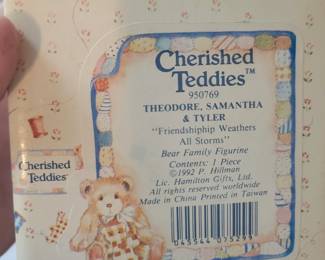 Cherished
Teddies™
950769
THEODORE, SAMANTHA
& TYLER
"Friendshiphip Weathers
All Storms"
Bear Family Figurine
Contents: 1 Piece
©1992 P. Hillman
Lic. Hamilton Gifts, Ltd.
All rights reserved worldwide
Made in China Printed in Taiwan
Cherished
Teddies™